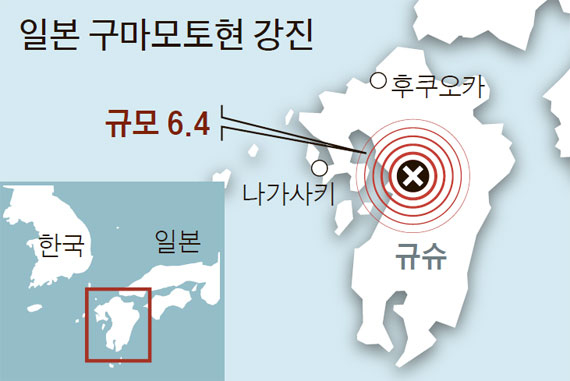 일본 구마모토현 강진
후쿠오카
규모 6.4
나가사키
규슈
한국
일본